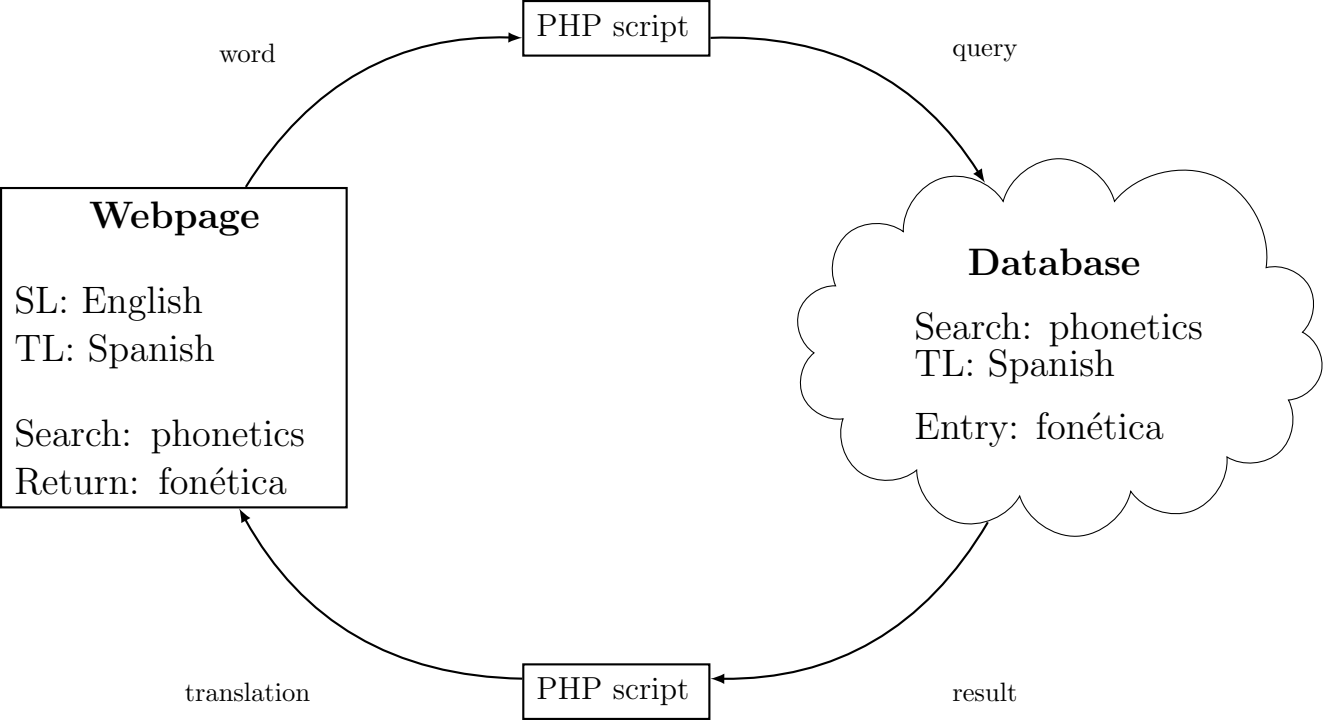 PHP script
word
query
Webpage
SL: English
TL: Spanish
Search: phonetics
Return: fonética
Database
Search: phonetics
TL: Spanish
Entry: fonética
translation
PHP script
result